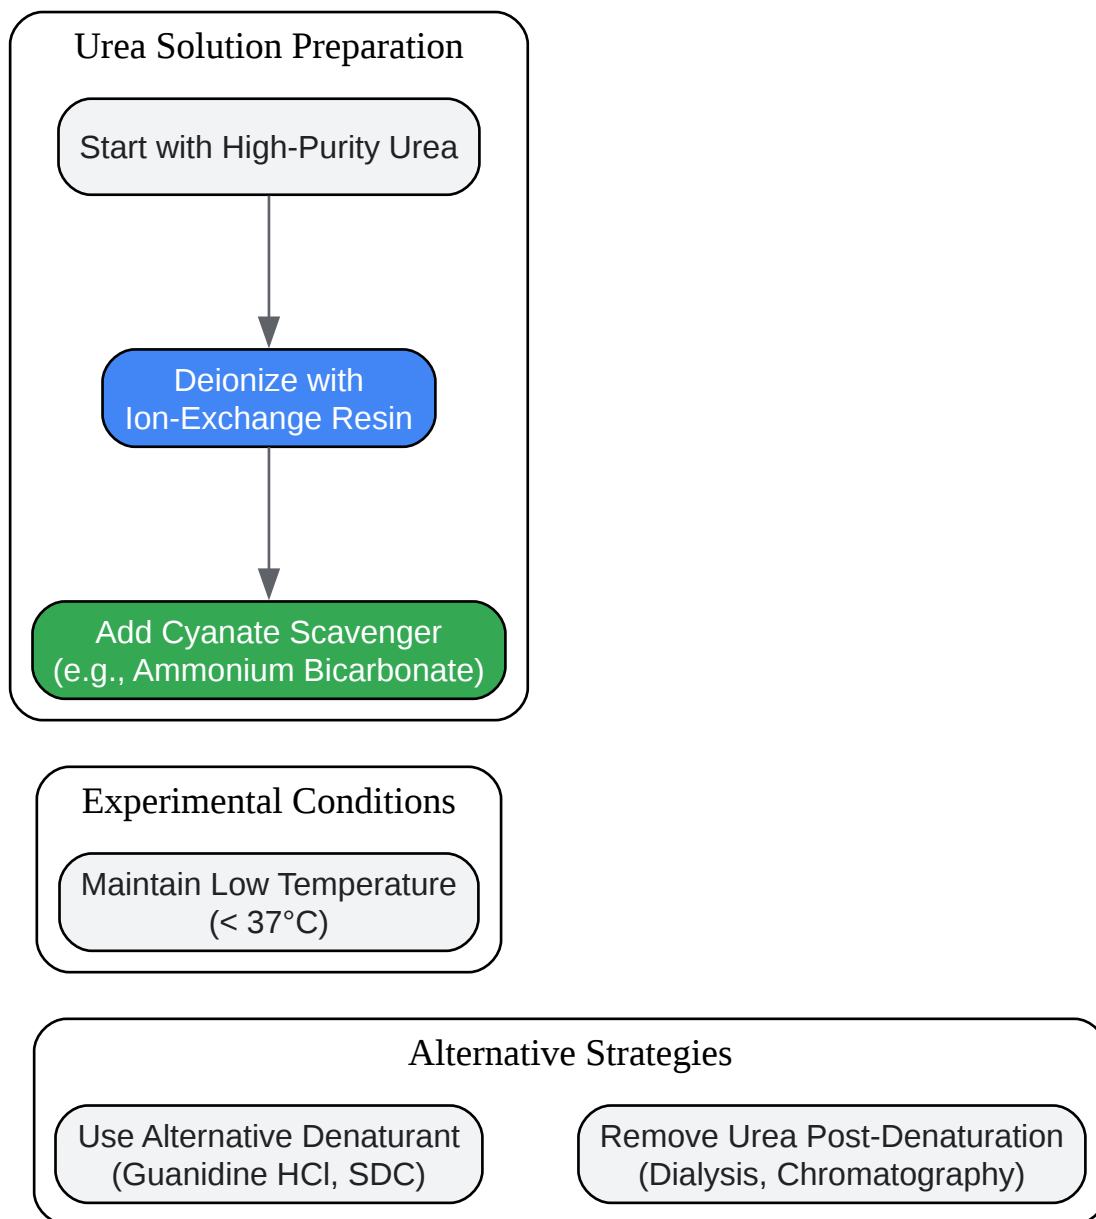 Urea Solution Preparation
Start with High-Purity Urea
Deionize with
Ion-Exchange Resin
Add Cyanate Scavenger
(e.g., Ammonium Bicarbonate)
Experimental Conditions
Maintain Low Temperature
(< 37°C)
Alternative Strategies
Use Alternative Denaturant
(Guanidine HCl, SDC)
Remove Urea Post-Denaturation
(Dialysis, Chromatography)